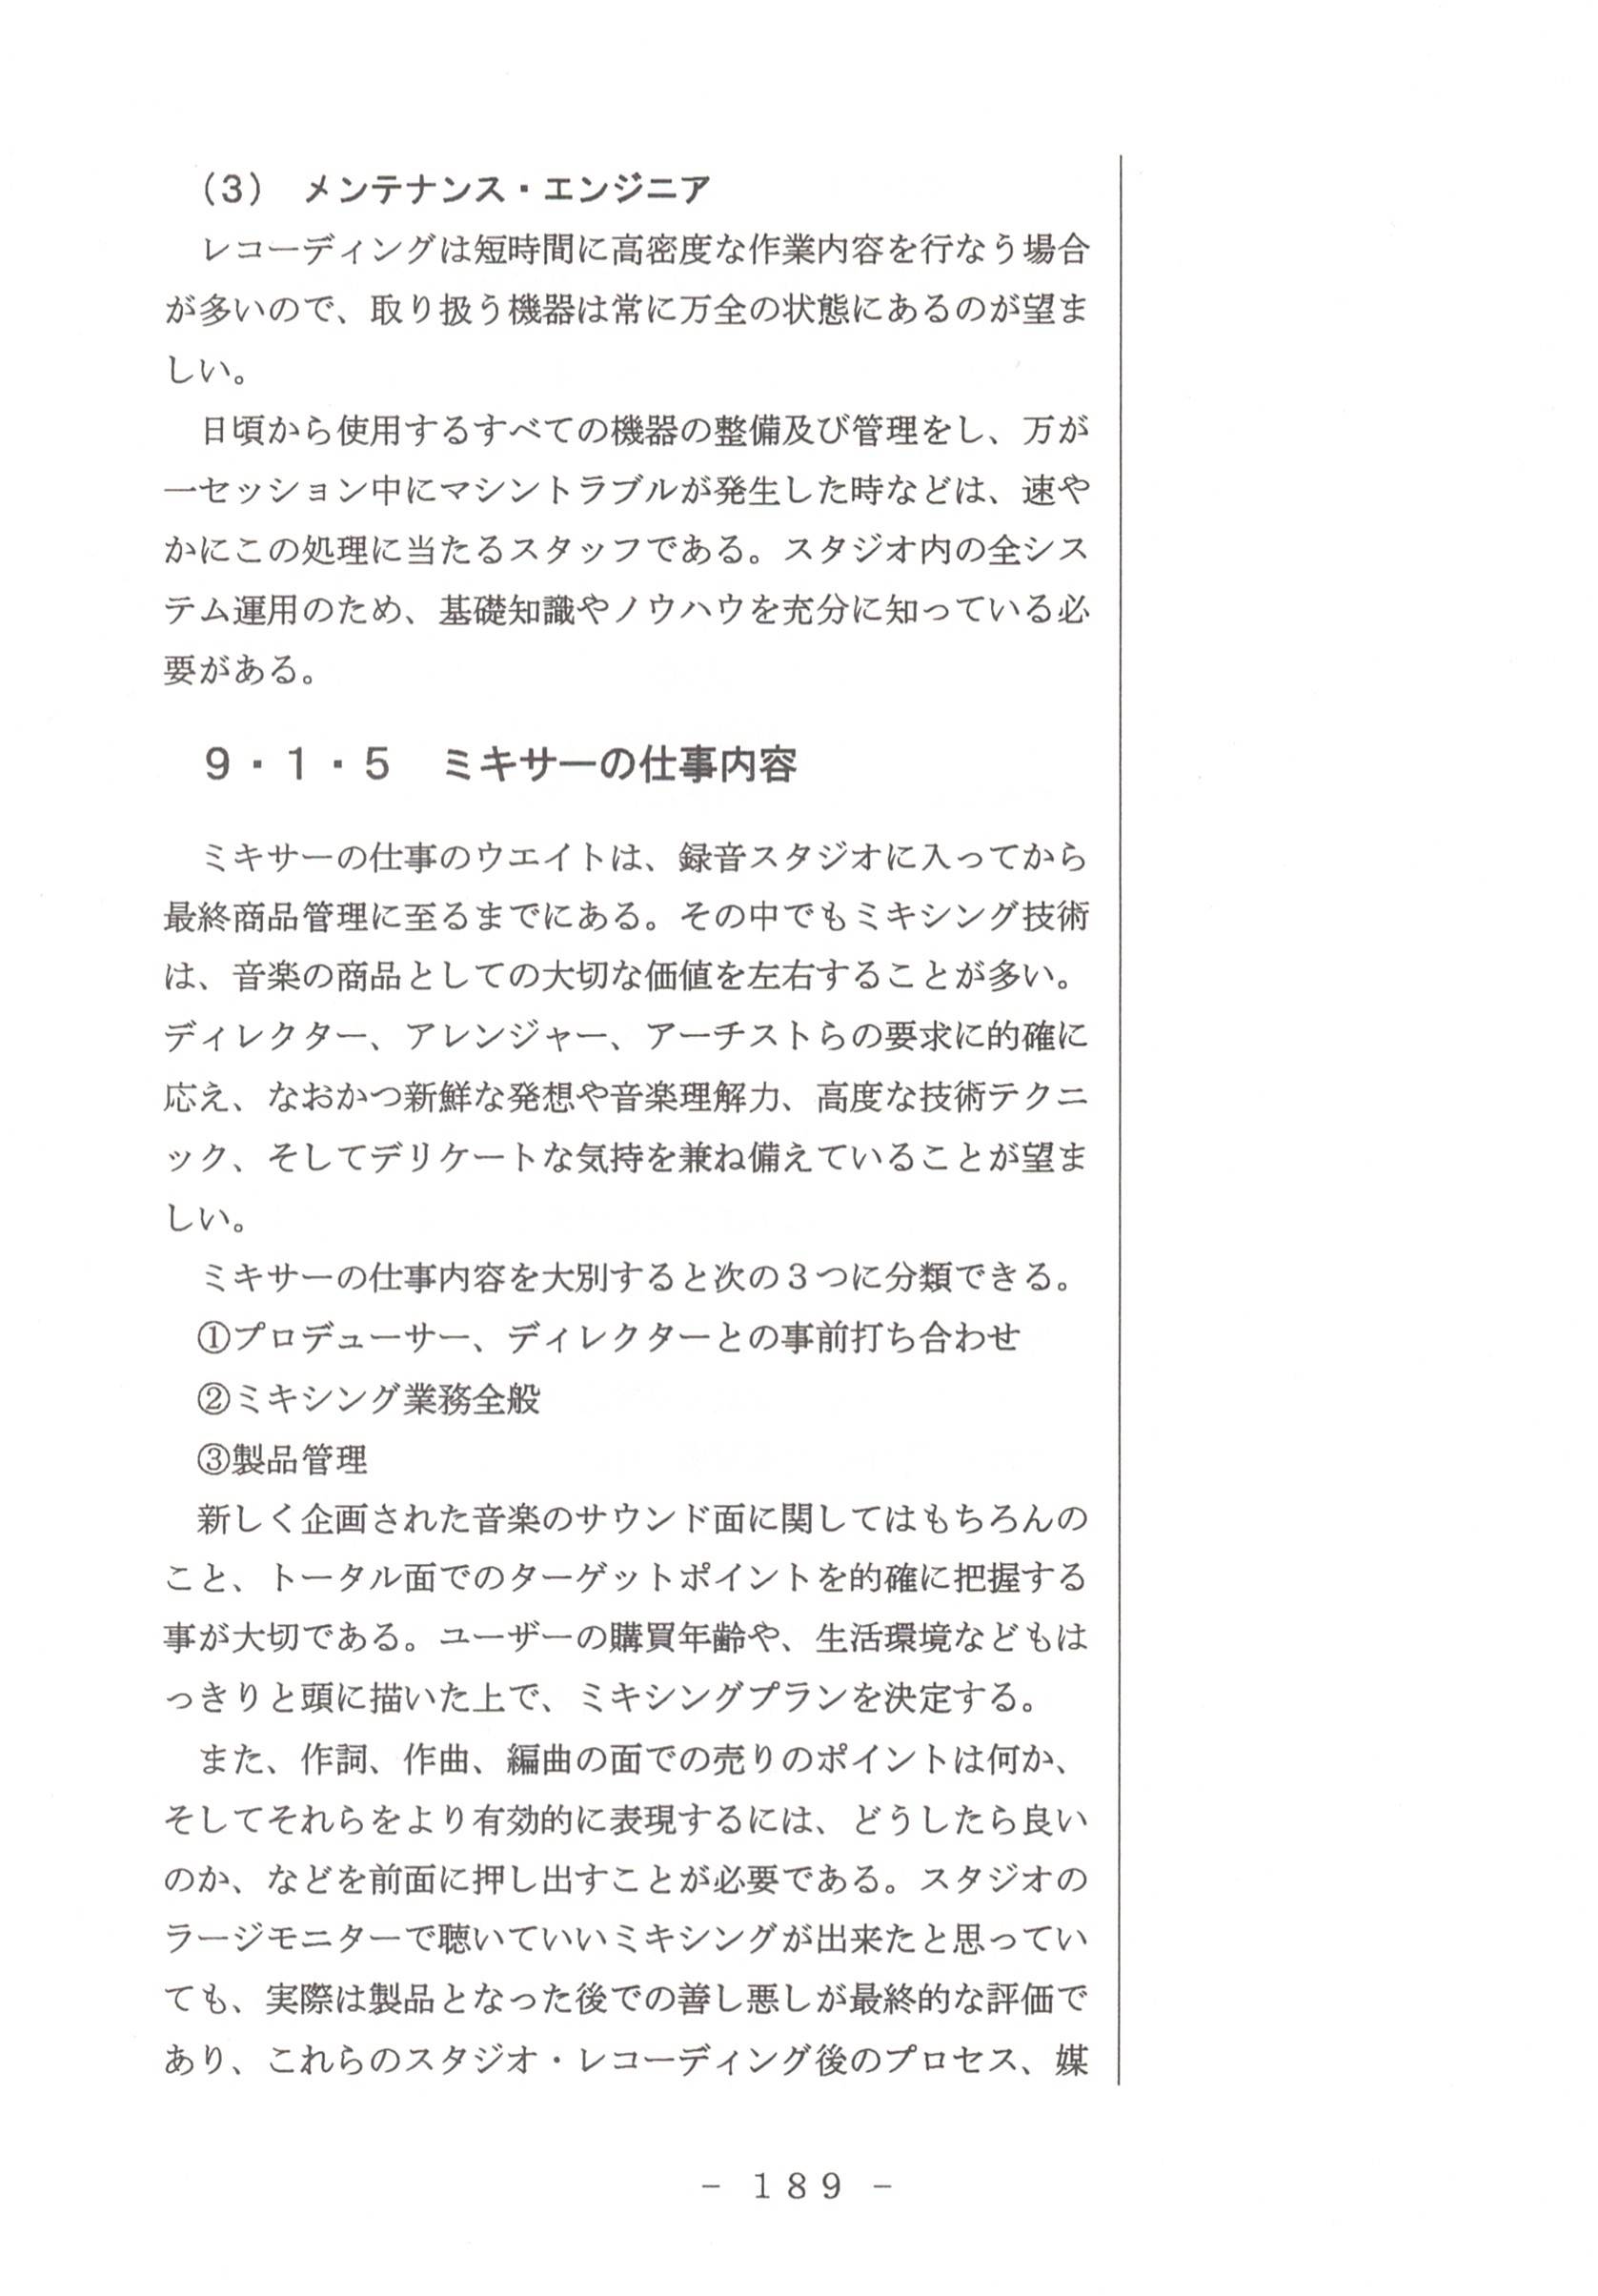 （3）　メンテナンス・エンジニア
レコーディングは短時間に高密度な作業内容を行なう場合
が多いので、取り扱う機器は常に万全の状態にあるのが望ま
しい。
日頃から使用するすべての機器の整備及び管理をし、万が
一セッション中にマシントラブルが発生した時などは、速や
かにこの処理に当たるスタッフである。スタジオ内の全シス
テム運用のため、基礎知識やノウハウを充分に知っている必
要がある。
9・1・5　ミキサーの仕事内容
ミキサーの仕事のウエイトは、録音スタジオに入ってから
最終商品管理に至るまでにある。その中でもミキシング技術
は、音楽の商品としての大切な価値を左右することが多い。
ディレクター、アレンジャー、アーチストらの要求に的確に
応え、なおかつ新鮮な発想や音楽理解力、高度な技術テクニ
ック、そしてデリケートな気持を兼ね備えていることが望ま
しい。
ミキサーの仕事内容を大別すると次の３つに分類できる。
①プロデューサー、ディレクターとの事前打ち合わせ
②ミキシング業務全般
③製品管理
新しく企画された音楽のサウンド面に関してはもちろんの
こと、トータル面でのターゲットポイントを的確に把握する
事が大切である。ユーザーの購買年齢や、生活環境などもは
っきりと頭に描いた上で、ミキシングプランを決定する。
また、作詞、作曲、編曲の面での売りのポイントは何か、
そしてそれらをより有効的に表現するには、どうしたら良い
のか、などを前面に押し出すことが必要である。スタジオの
ラージモニターで聴いていいミキシングが出来たと思ってい
ても、実際は製品となった後での善し悪しが最終的な評価で
あり、これらのスタジオ・レコーディング後のプロセス、媒
－ 189 －